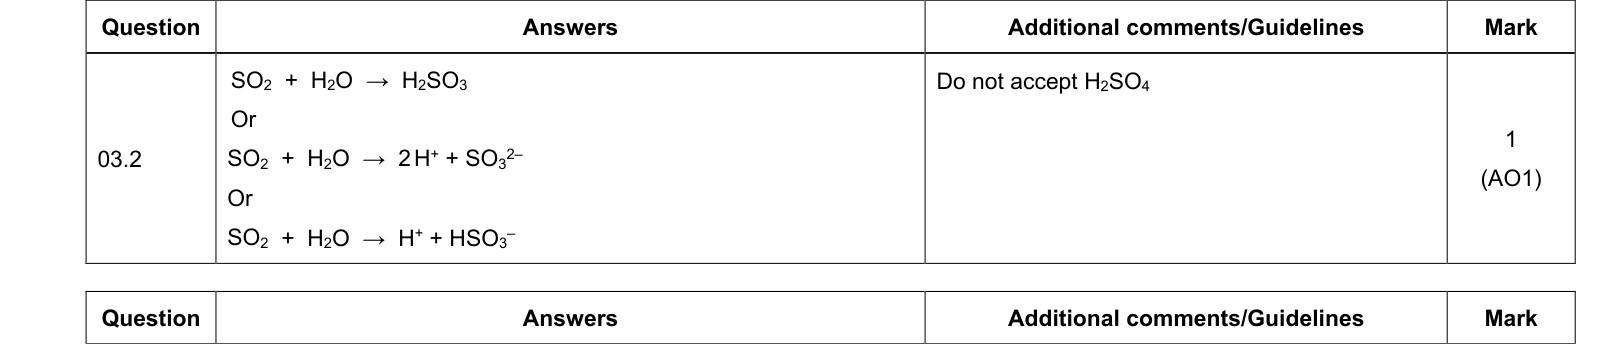 Question Answers Additional comments/Guidelines Mark
SO₂ + H₂O → H₂SO₃ Do not accept H₂SO₄
Or
03.2 SO₂ + H₂O → 2H⁺ + SO₃²⁻ 1
Or (AO1)
SO₂ + H₂O → H⁺ + HSO₃⁻
Question Answers Additional comments/Guidelines Mark